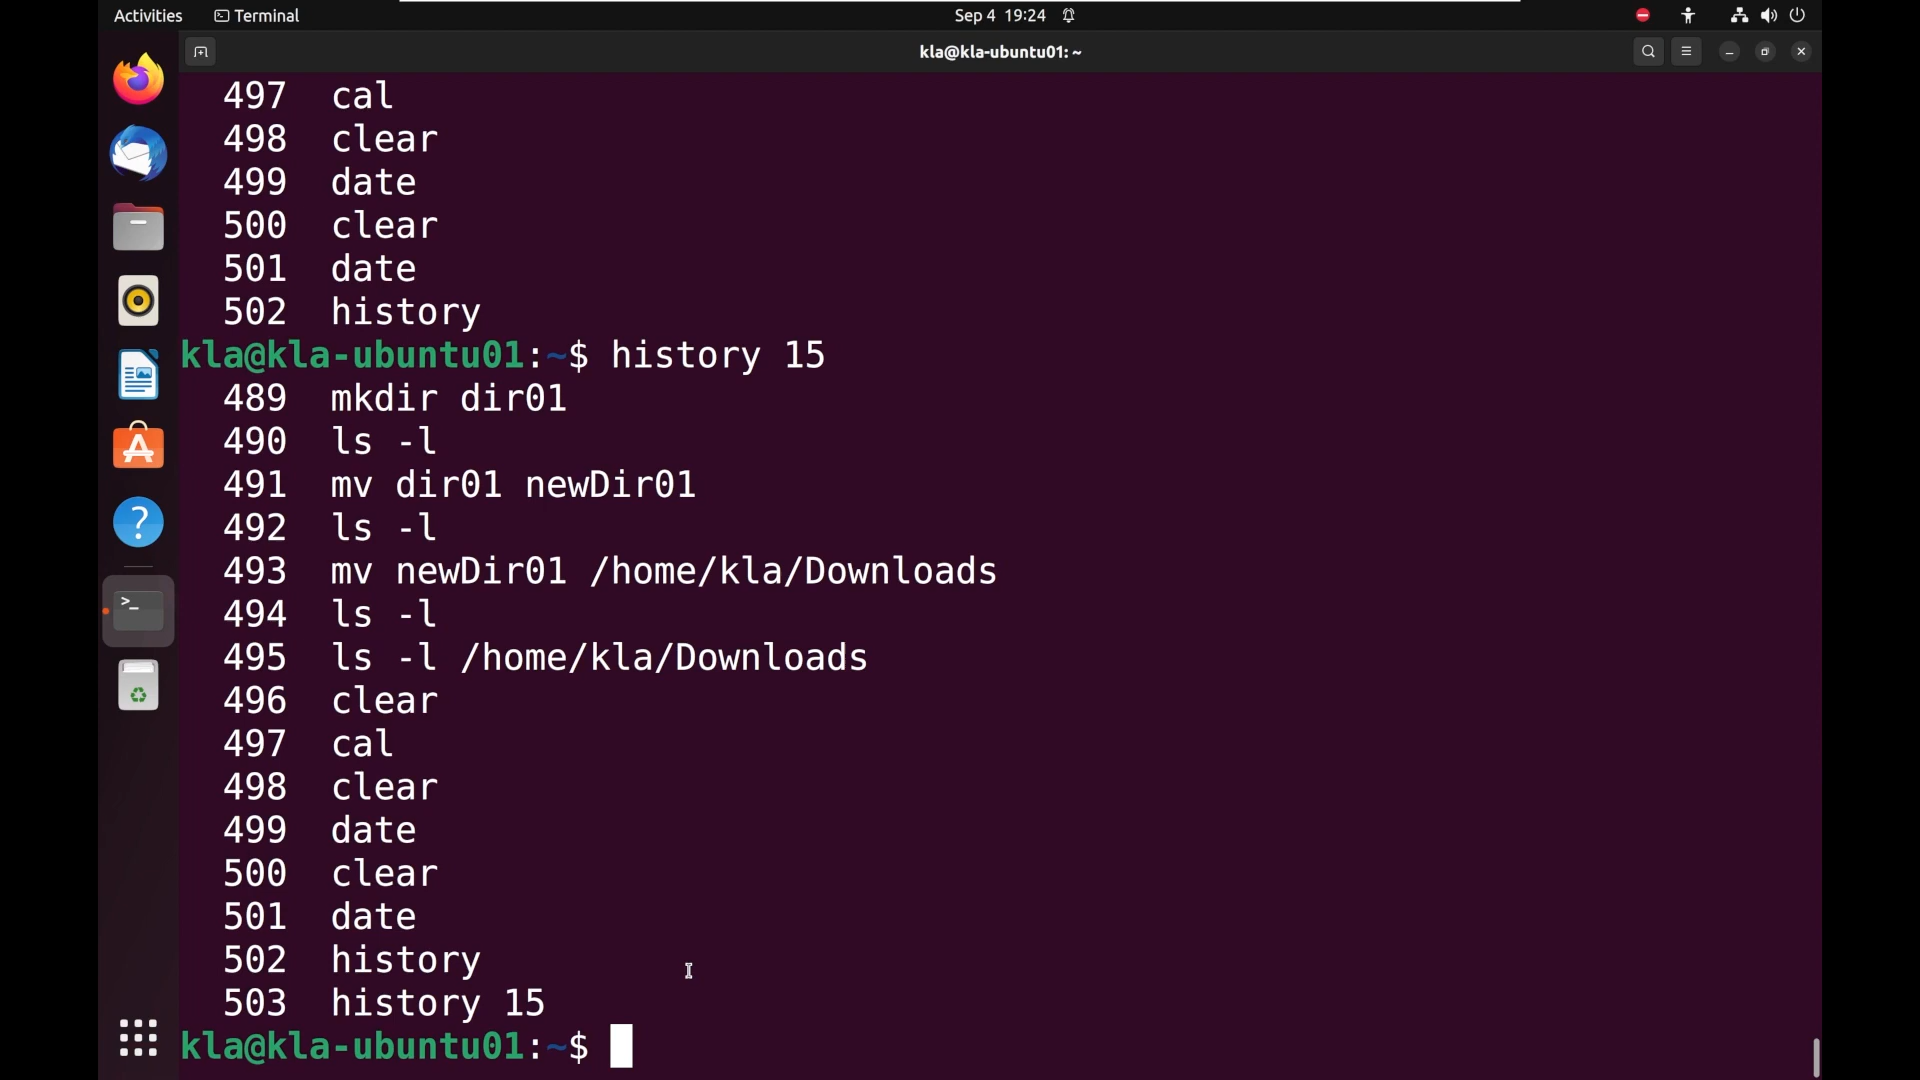 Activities Terminal Sep 4 19:24
kla@kla-ubuntu01: ~
497 cal
498 clear
499 date
500 clear
501 date
502 history
kla@kla-ubuntu01:~$ history 15
489 mkdir dir01
490 ls -l
491 mv dir01 newDir01
492 ls -l
493 mv newDir01 /home/kla/Downloads
494 ls -l
495 ls -l /home/kla/Downloads
496 clear
497 cal
498 clear
499 date
500 clear
501 date
502 history
503 history 15
kla@kla-ubuntu01:~$